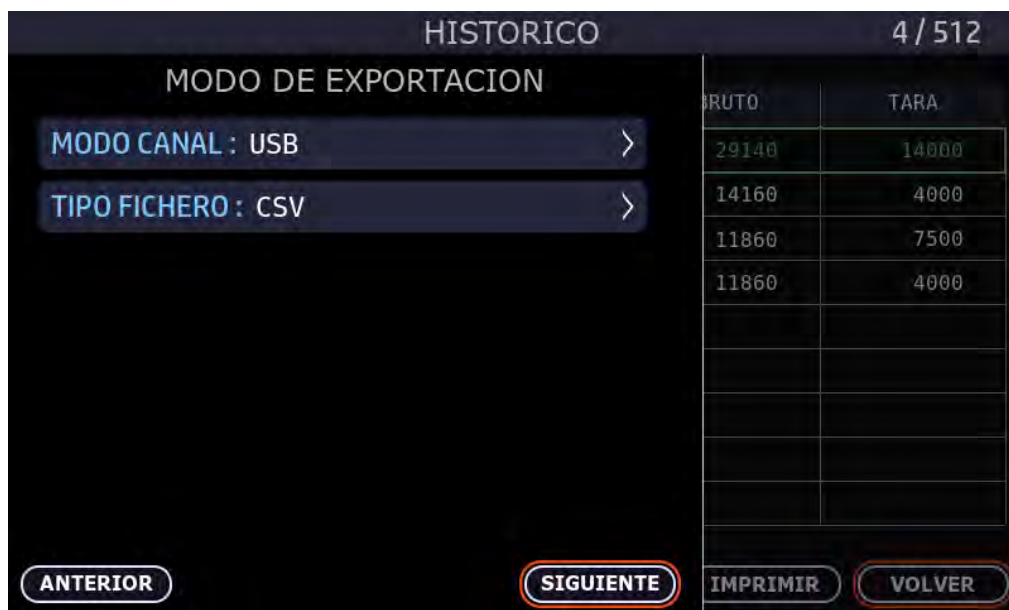 HISTORICO 4/512
MODO DE EXPORTACION
MODO CANAL : USB
TIPO FICHERO : CSV
BRUTO TARA
29140 14000
14160 4000
11860 7500
11860 4000
ANTERIOR SIGUIENTE IMPRIMIR VOLVER